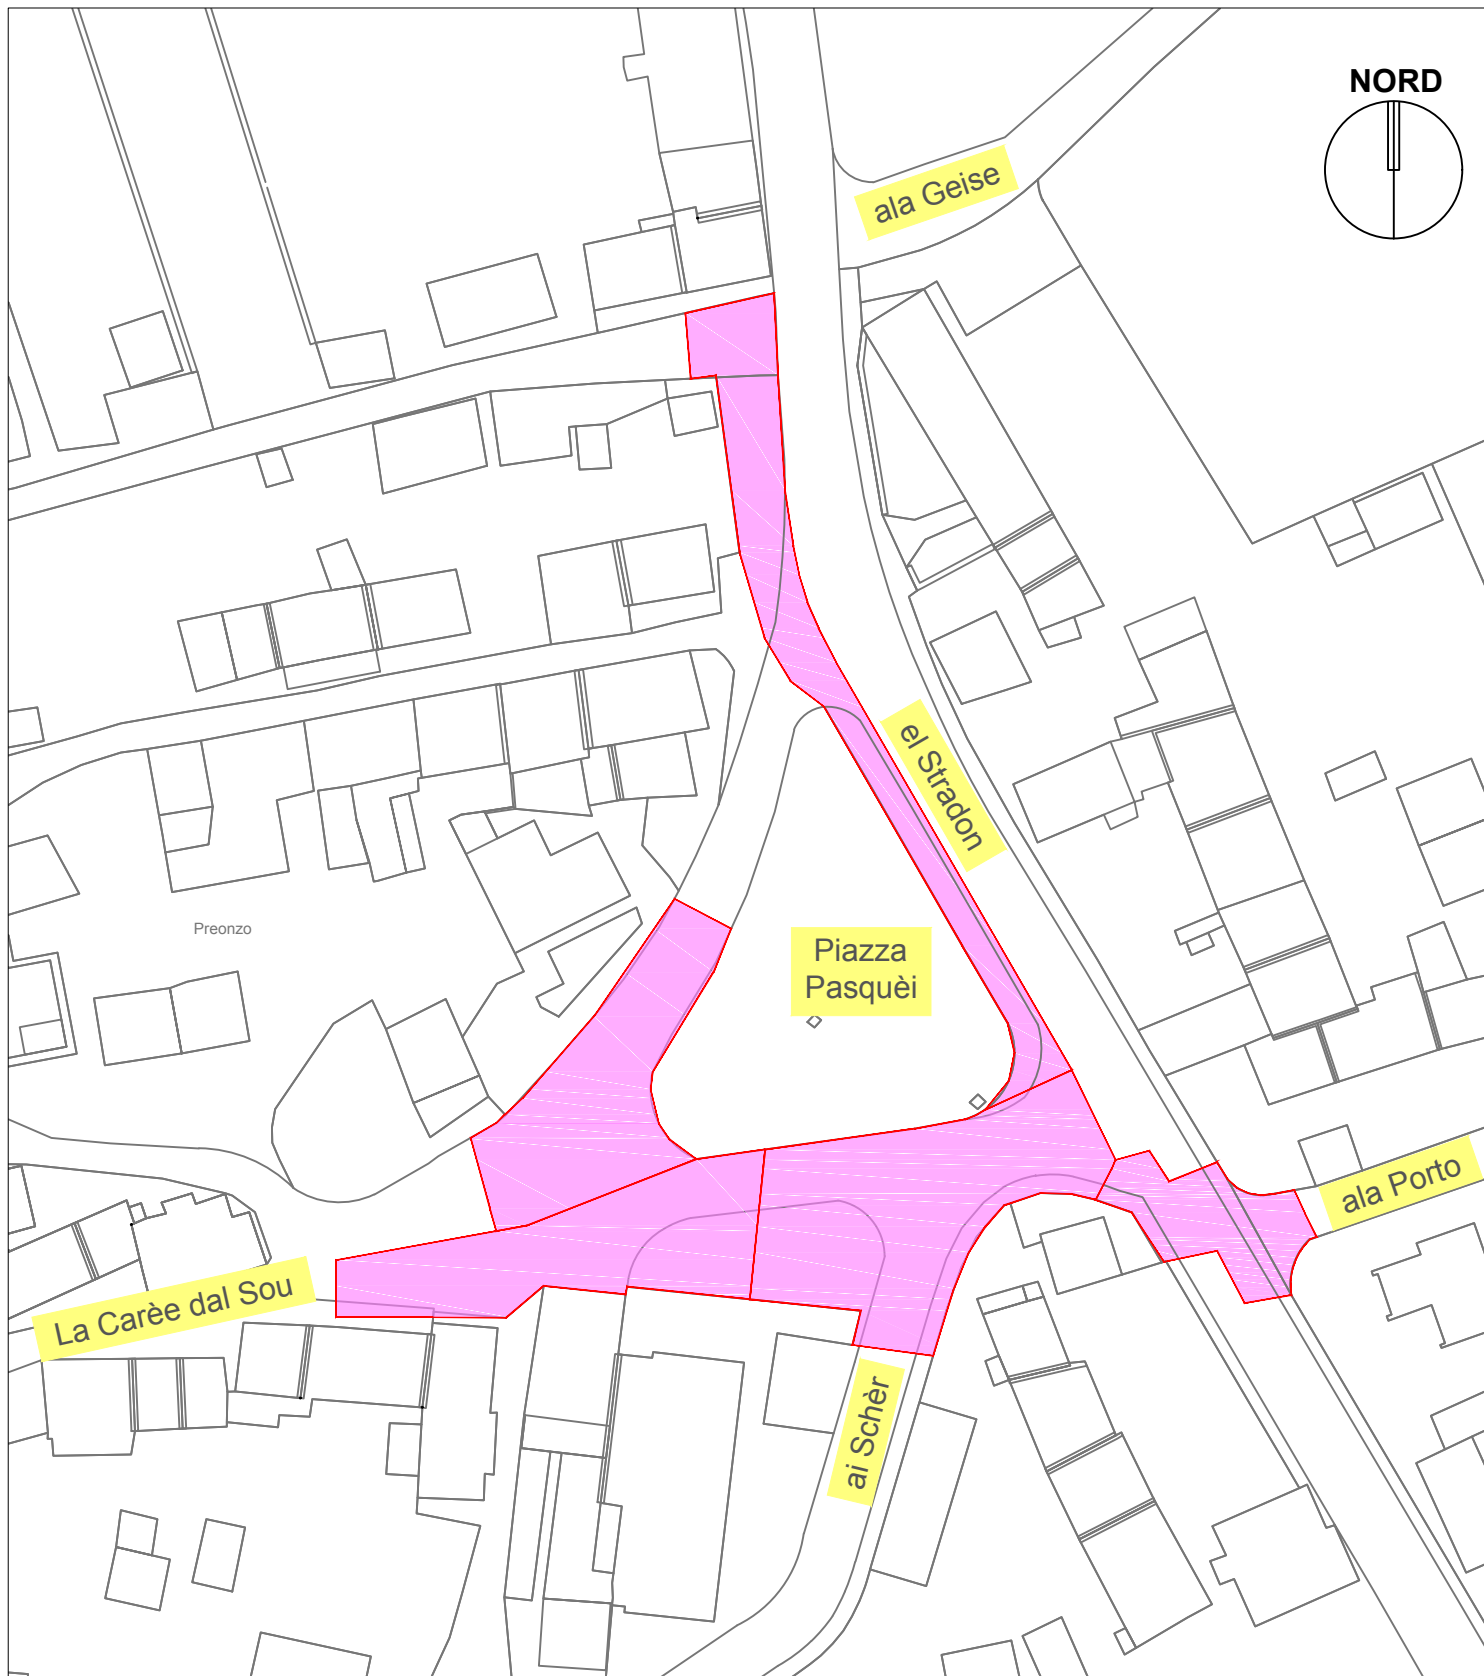 NORD
ala Geise
el Stradon
Preonzo
Piazza
Pasquèi
ala Porto
La Carèe dal Sou
ai Schèr